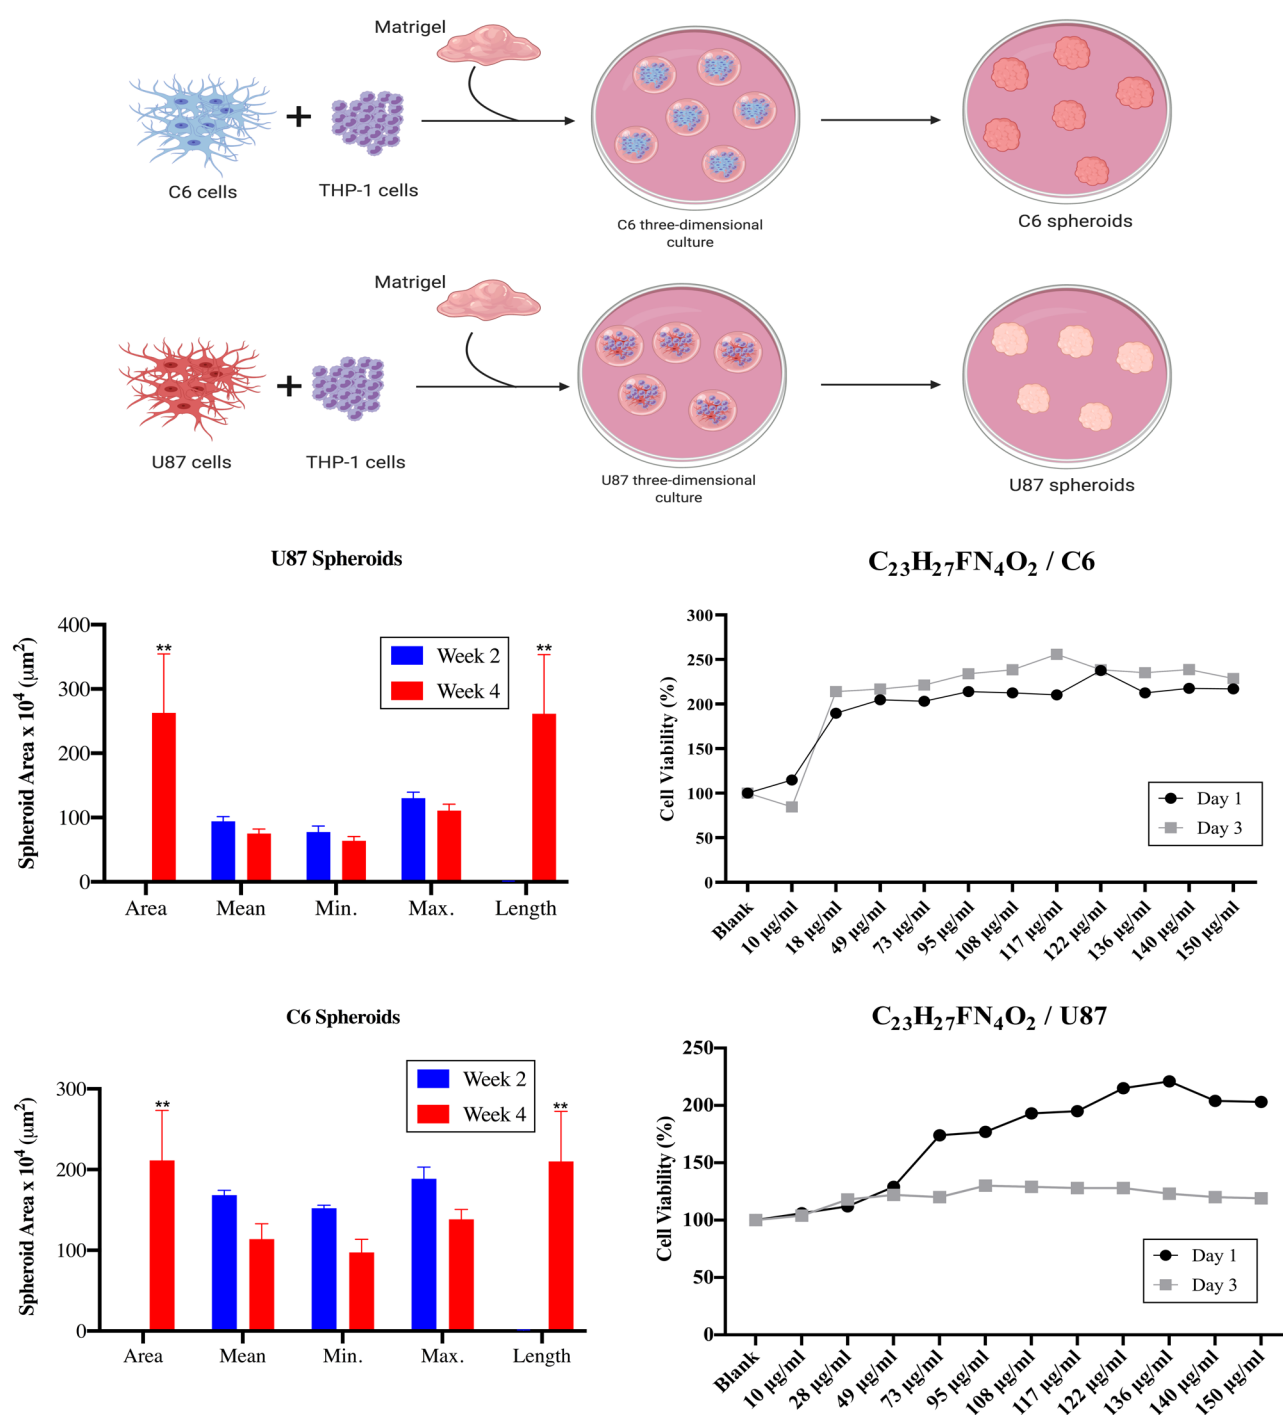 Matrigel
C6 cells
+
THP-1 cells
C6 three-dimensional
culture
C6 spheroids
Matrigel
U87 cells
+
THP-1 cells
U87 three-dimensional
culture
U87 spheroids
U87 Spheroids
Spheroid Area x 10⁴ (μm²)
400
300
200
100
0
**
**
Week 2
Week 4
Area
Mean
Min.
Max.
Length
C₂₃H₂₇FN₄O₂ / C6
Cell Viability (%)
300
250
200
150
100
50
0
Day 1
Day 3
Blank
10 μg/ml
18 μg/ml
49 μg/ml
73 μg/ml
95 μg/ml
108 μg/ml
117 μg/ml
122 μg/ml
136 μg/ml
140 μg/ml
150 μg/ml
C6 Spheroids
Spheroid Area x 10⁴ (μm²)
300
200
100
0
**
**
Week 2
Week 4
Area
Mean
Min.
Max.
Length
C₂₃H₂₇FN₄O₂ / U87
Cell Viability (%)
250
200
150
100
50
0
Day 1
Day 3
Blank
10 μg/ml
28 μg/ml
49 μg/ml
73 μg/ml
95 μg/ml
108 μg/ml
117 μg/ml
122 μg/ml
136 μg/ml
140 μg/ml
150 μg/ml